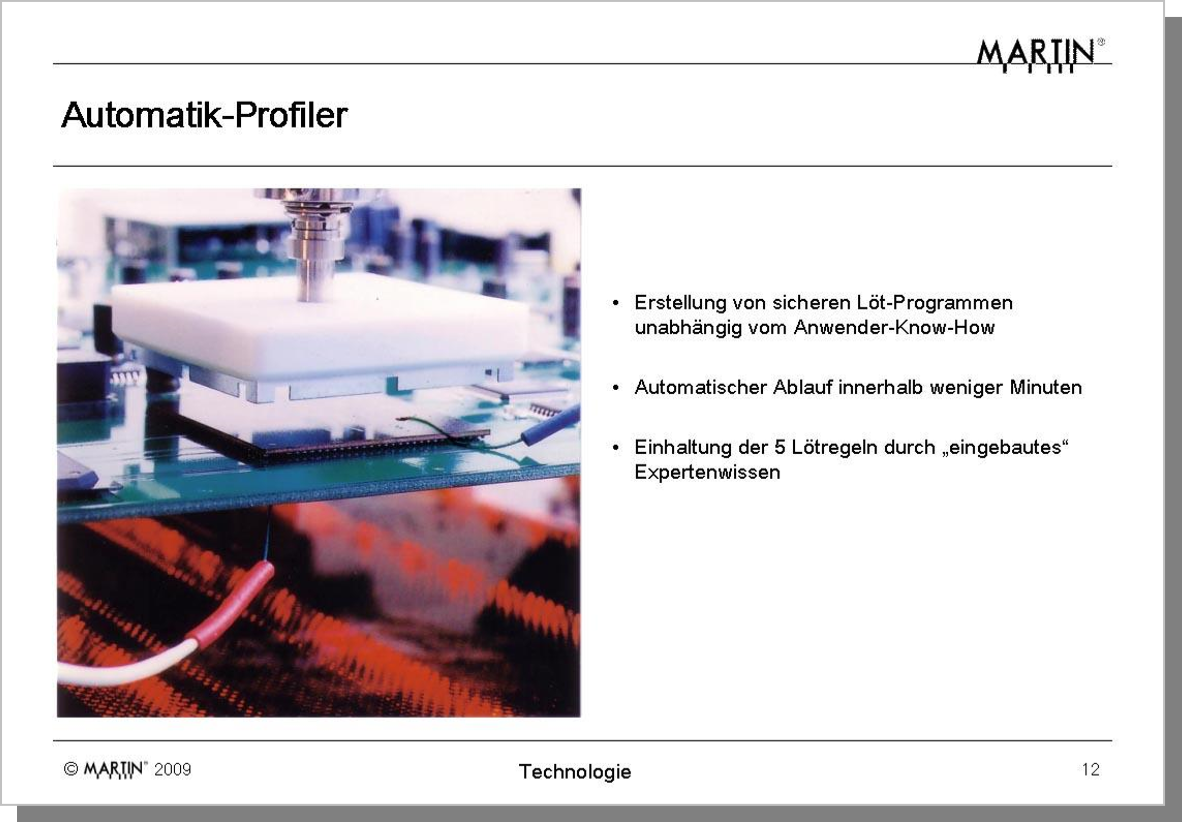 MARTIN®
Automatik-Profiler
• Erstellung von sicheren Löt-Programmen
unabhängig vom Anwender-Know-How
• Automatischer Ablauf innerhalb weniger Minuten
• Einhaltung der 5 Lötregeln durch „eingebautes“
Expertenwissen
© MARTIN® 2009
Technologie
12